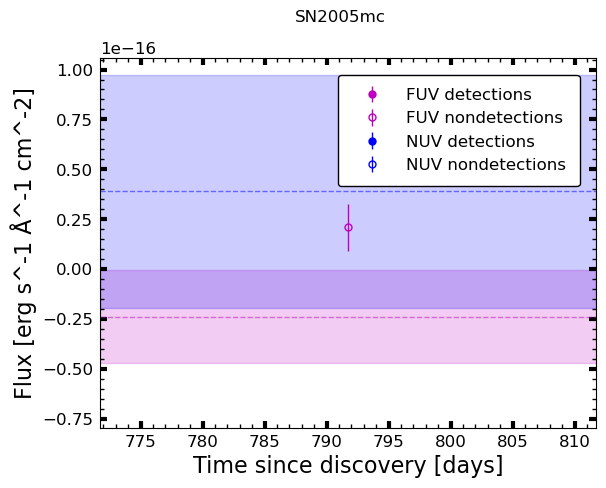 SN2005mc
1e−16
1.00
0.75
0.50
0.25
0.00
−0.25
−0.50
−0.75
Flux [erg s^-1 Å^-1 cm^-2]
FUV detections
FUV nondetections
NUV detections
NUV nondetections
775 780 785 790 795 800 805 810
Time since discovery [days]